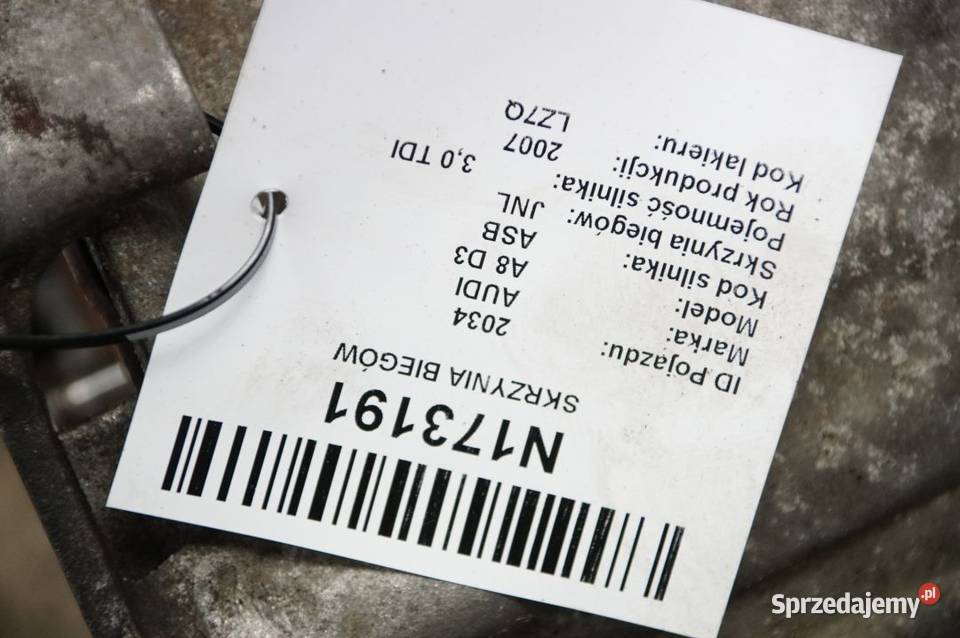 N173191
SKRZYNIA BIEGÓW
ID Pojazdu: 2034
Marka: AUDI
Model: A8 D3
Kod silnika: ASB
Skrzynia biegów: JNL
Pojemność silnika: 3,0 TDI
Rok produkcji: 2007
Kod lakieru: LZ7Q
Sprzedajemy.pl